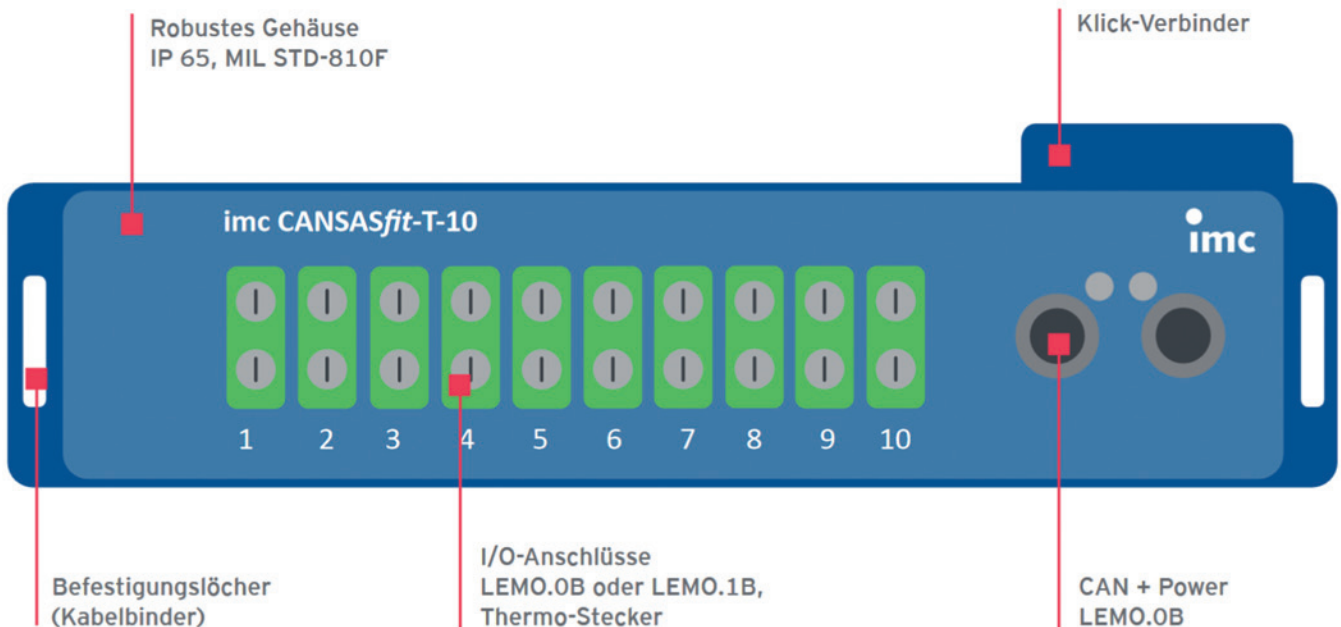 Robustes Gehäuse
IP 65, MIL STD-810F
Klick-Verbinder
imc CANSASfit-T-10
imc
1 2 3 4 5 6 7 8 9 10
Befestigungslöcher
(Kabelbinder)
I/O-Anschlüsse
LEMO.0B oder LEMO.1B,
Thermo-Stecker
CAN + Power
LEMO.0B